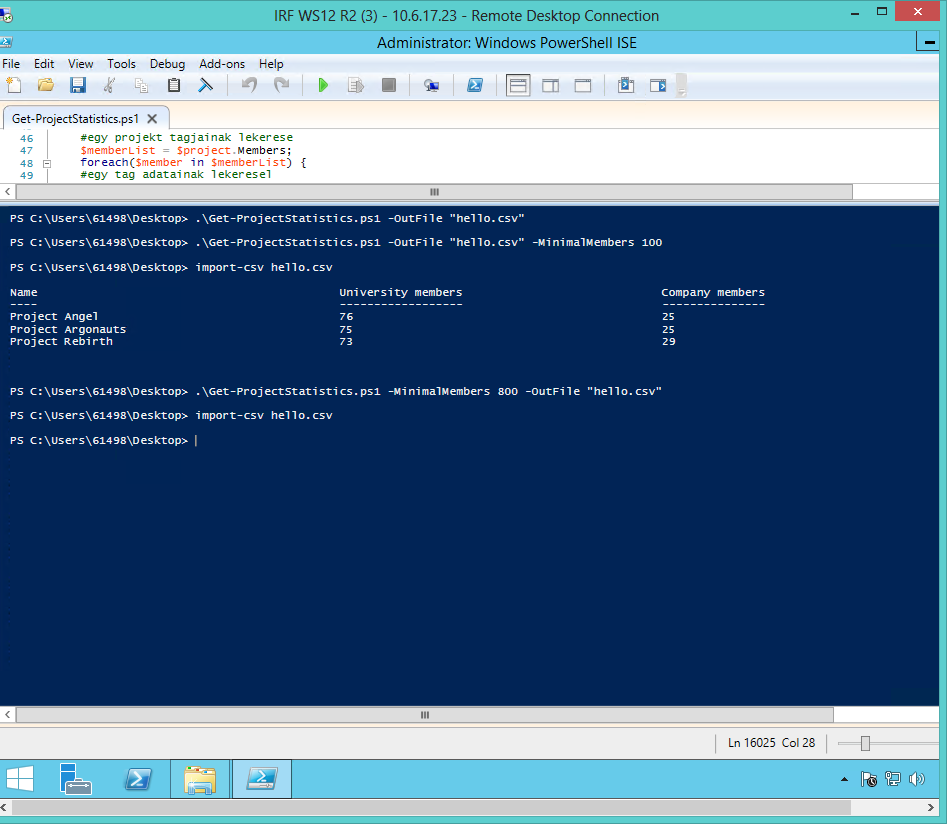 IRF WS12 R2 (3) - 10.6.17.23 - Remote Desktop Connection
Administrator: Windows PowerShell ISE
File Edit View Tools Debug Add-ons Help
Get-ProjectStatistics.ps1
46 #egy projekt tagjainak lekerese
47 $memberList = $project.Members;
48 foreach($member in $memberList) {
49 #egy tag adatainak lekeresel
PS C:\Users\61498\Desktop> .\Get-ProjectStatistics.ps1 -OutFile "hello.csv"
PS C:\Users\61498\Desktop> .\Get-ProjectStatistics.ps1 -OutFile "hello.csv" -MinimalMembers 100
PS C:\Users\61498\Desktop> import-csv hello.csv
Name University members Company members
---- ------------------ ---------------
Project Angel 76 25
Project Argonauts 75 25
Project Rebirth 73 29
PS C:\Users\61498\Desktop> .\Get-ProjectStatistics.ps1 -MinimalMembers 800 -OutFile "hello.csv"
PS C:\Users\61498\Desktop> import-csv hello.csv
PS C:\Users\61498\Desktop>
Ln 16025 Col 28